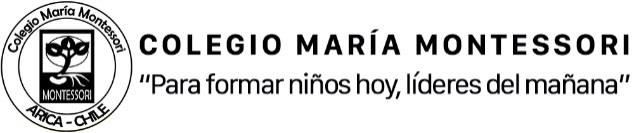 Colegio María Montessori
MONTESSORI
ARICA - CHILE
COLEGIO MARÍA MONTESSORI
"Para formar niños hoy, líderes del mañana"